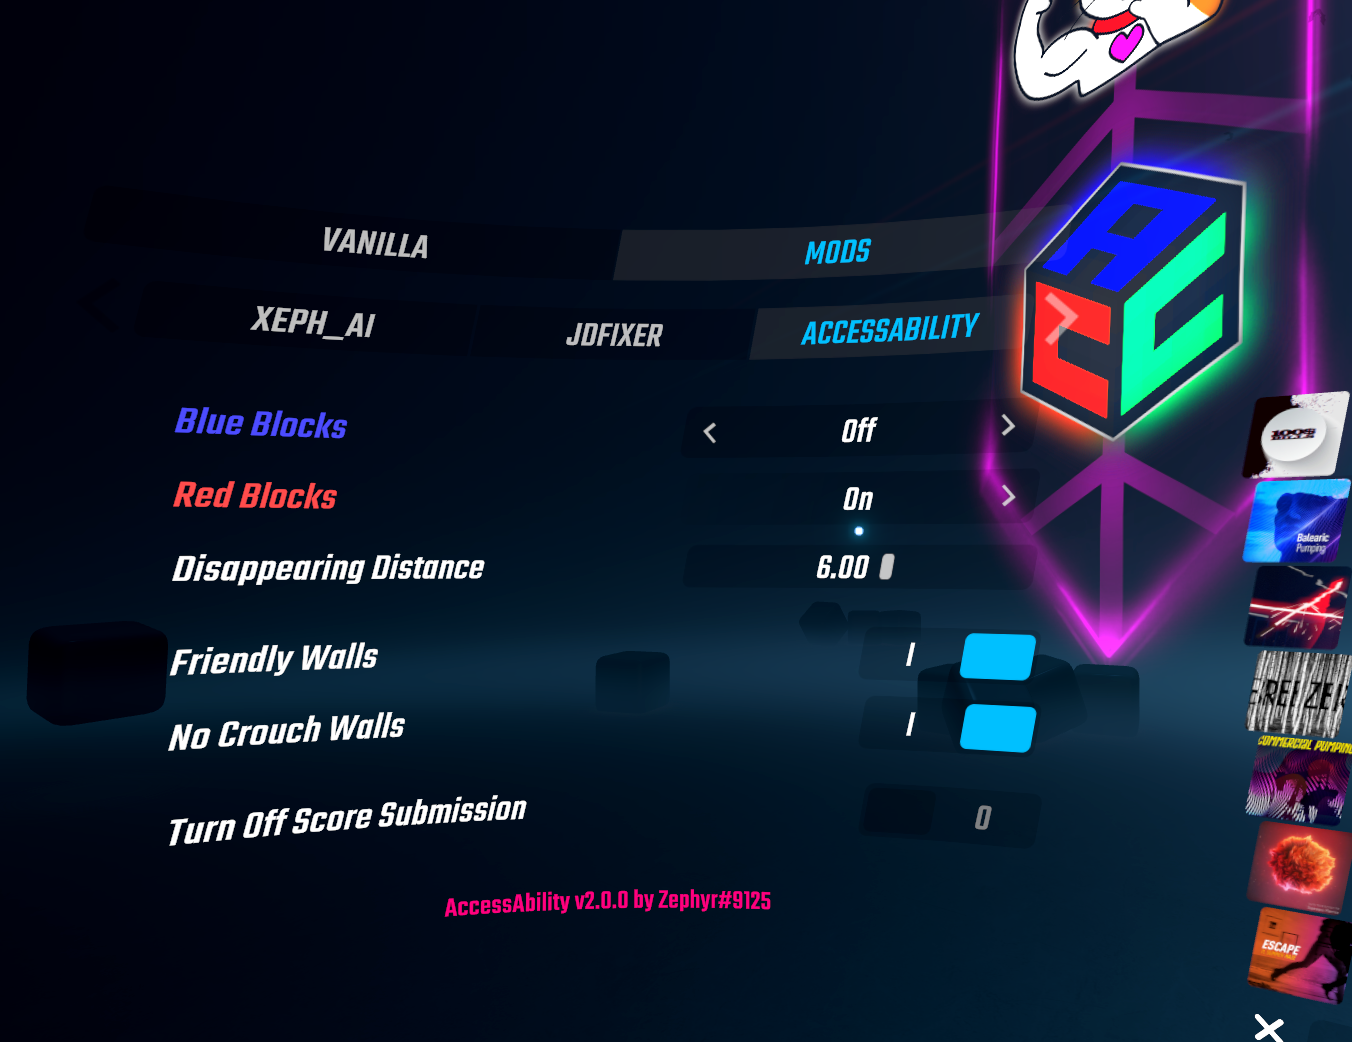 VANILLA
MODS
XEPH_AI
JDFIXER
ACCESSABILITY
A
C
C
Blue Blocks
Off
Red Blocks
On
Disappearing Distance
6.00
Friendly Walls
I
No Crouch Walls
I
Turn Off Score Submission
0
AccessAbility v2.0.0 by Zephyr#9125
Balearic
Pumping
COMMERCIAL PUMPING
ESCAPE